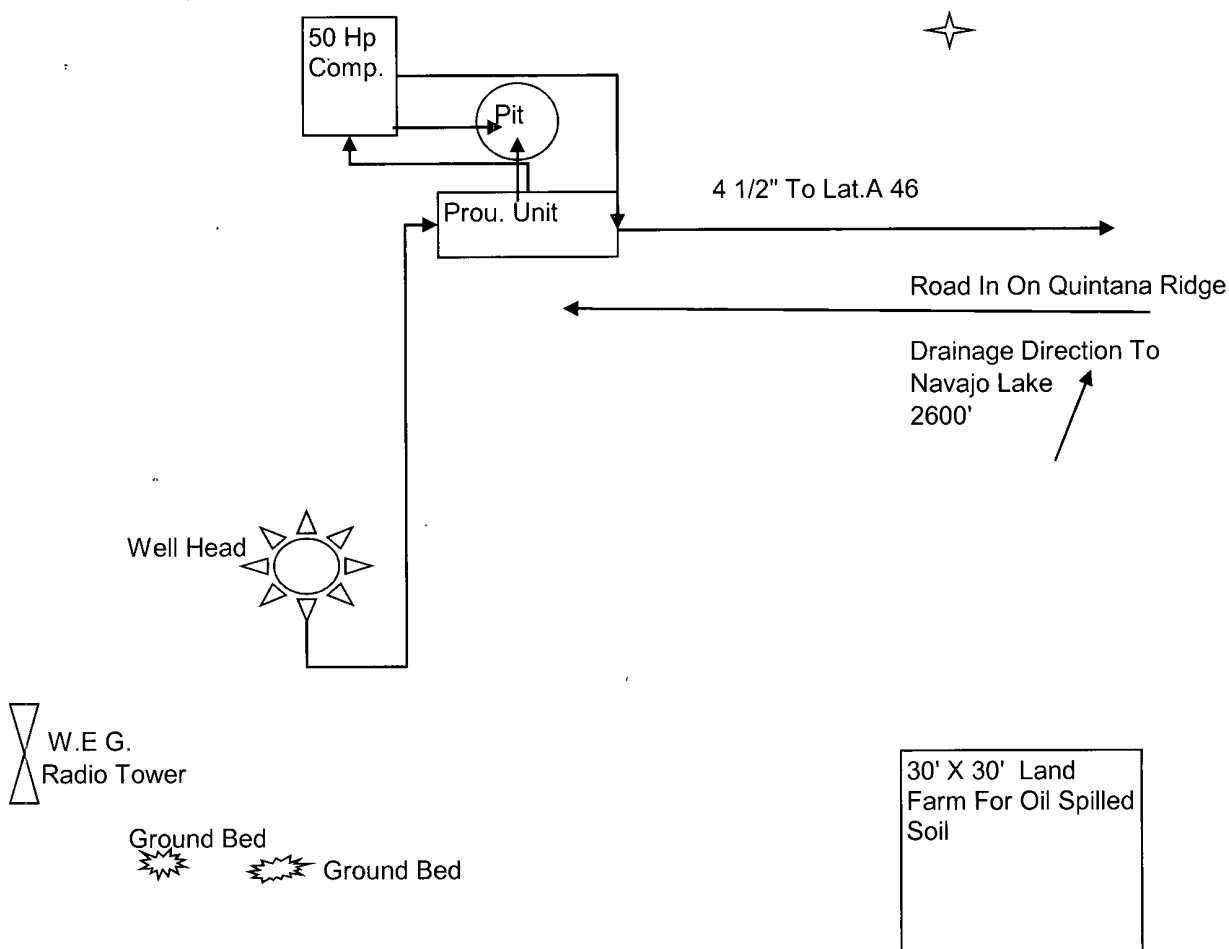 50 Hp
Comp.
Pit
Prou. Unit
4 1/2" To Lat.A 46
Road In On Quintana Ridge
Drainage Direction To
Navajo Lake
2600'
Well Head
W.E G.
Radio Tower
Ground Bed
Ground Bed
30' X 30' Land
Farm For Oil Spilled
Soil